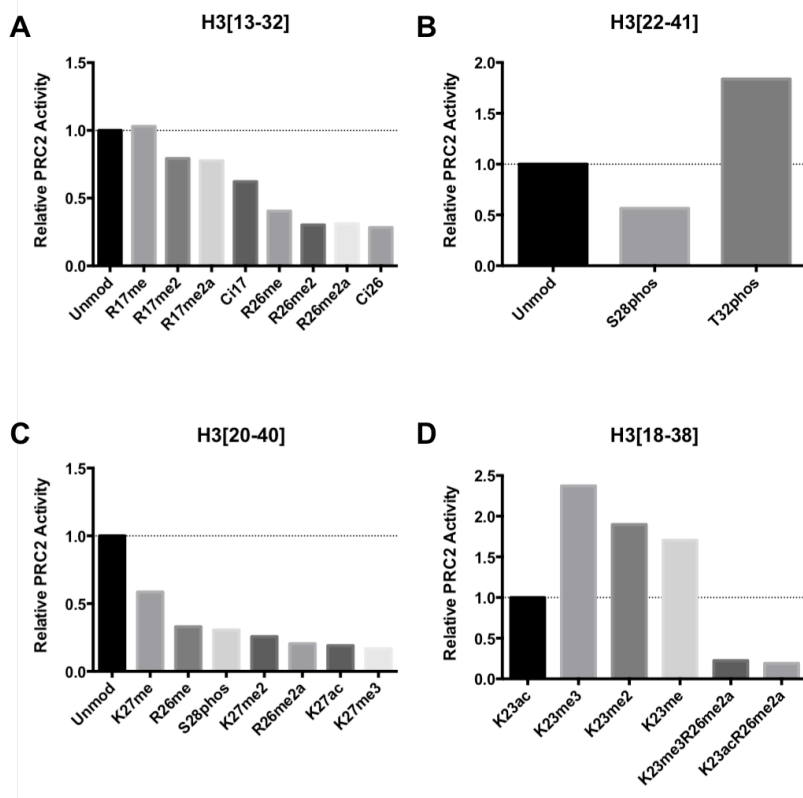 A
H3[13-32]
Relative PRC2 Activity
1.5
1.0
0.5
0.0
Unmod
R17me
R17me2
R17me2a
Ci17
R26me
R26me2
R26me2a
Ci26
B
H3[22-41]
Relative PRC2 Activity
2.0
1.5
1.0
0.5
0.0
Unmod
S28phos
T32phos
C
H3[20-40]
Relative PRC2 Activity
1.5
1.0
0.5
0.0
Unmod
K27me
R26me
S28phos
K27me2
R26me2a
K27ac
K27me3
D
H3[18-38]
Relative PRC2 Activity
2.5
2.0
1.5
1.0
0.5
0.0
K23ac
K23me3
K23me2
K23me
K23me3R26me2a
K23acR26me2a